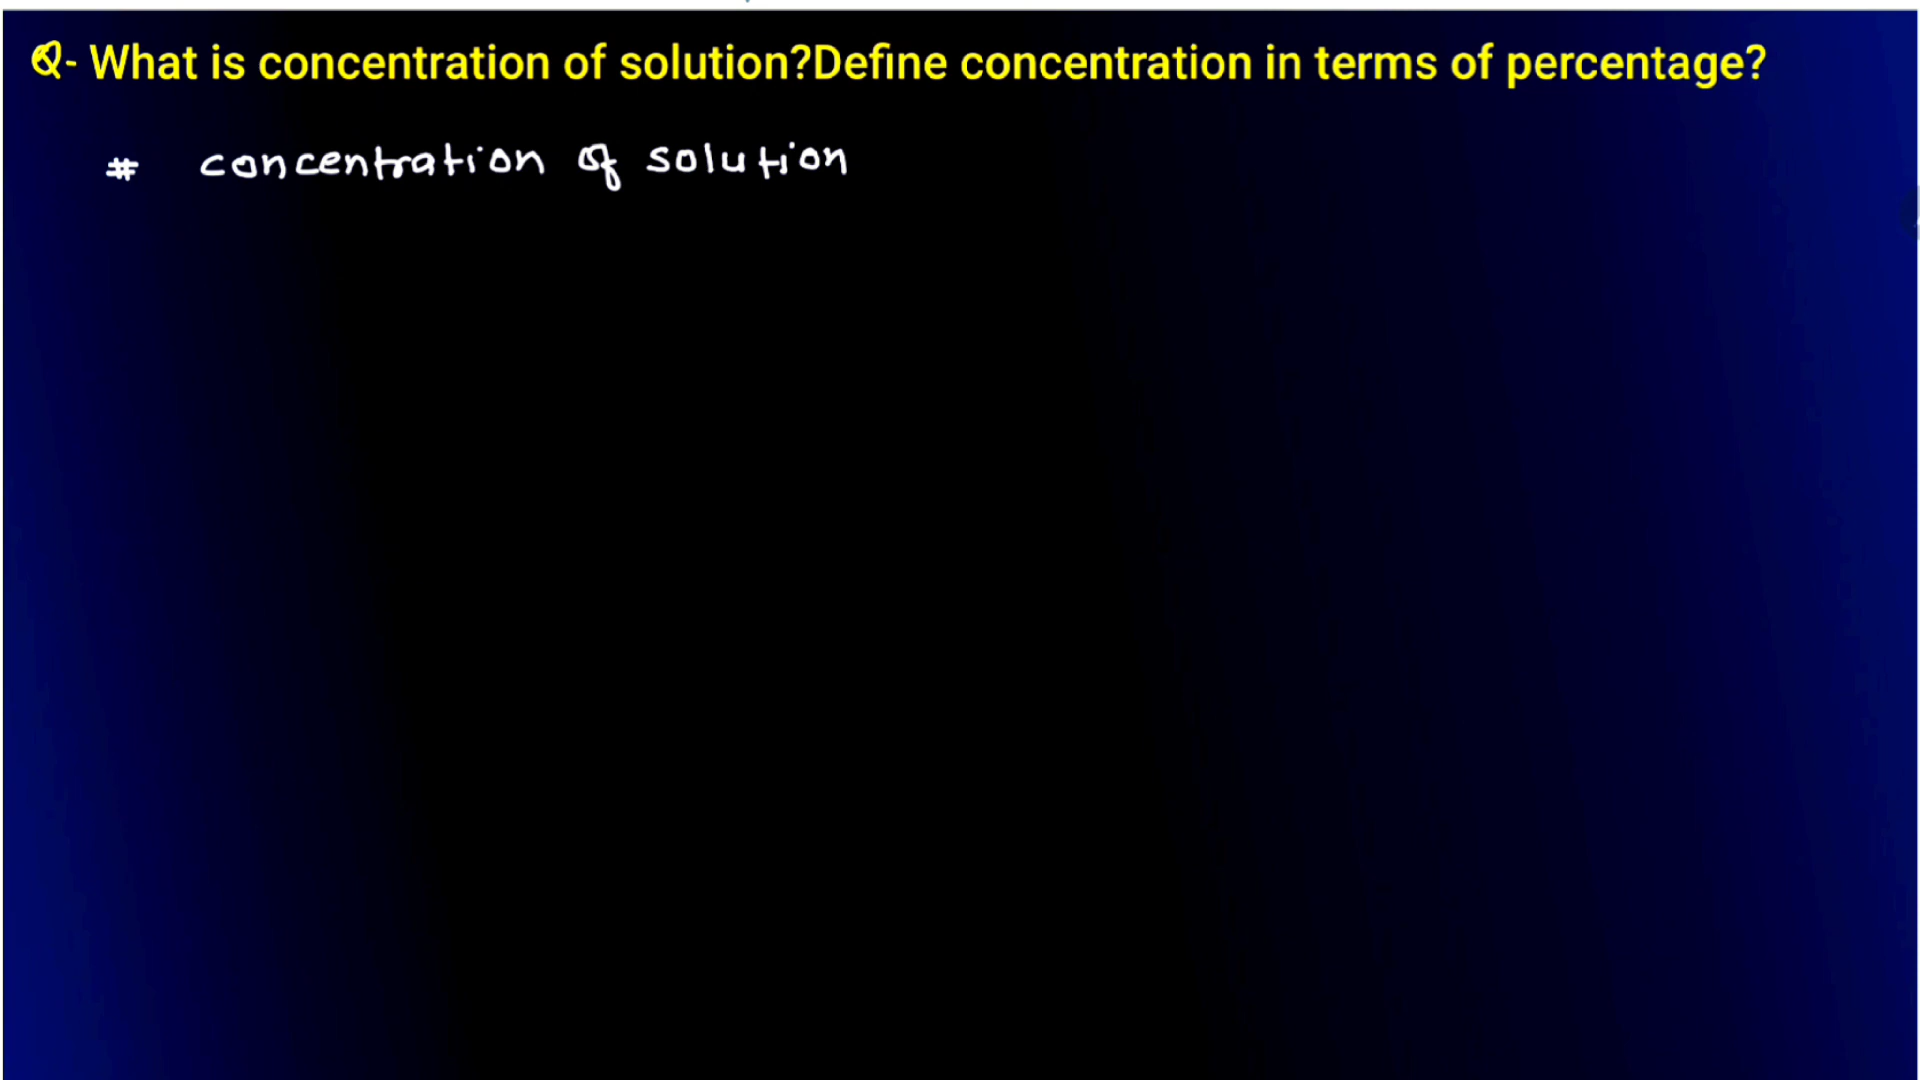 Q- What is concentration of solution?Define concentration in terms of percentage?
# concentration of solution